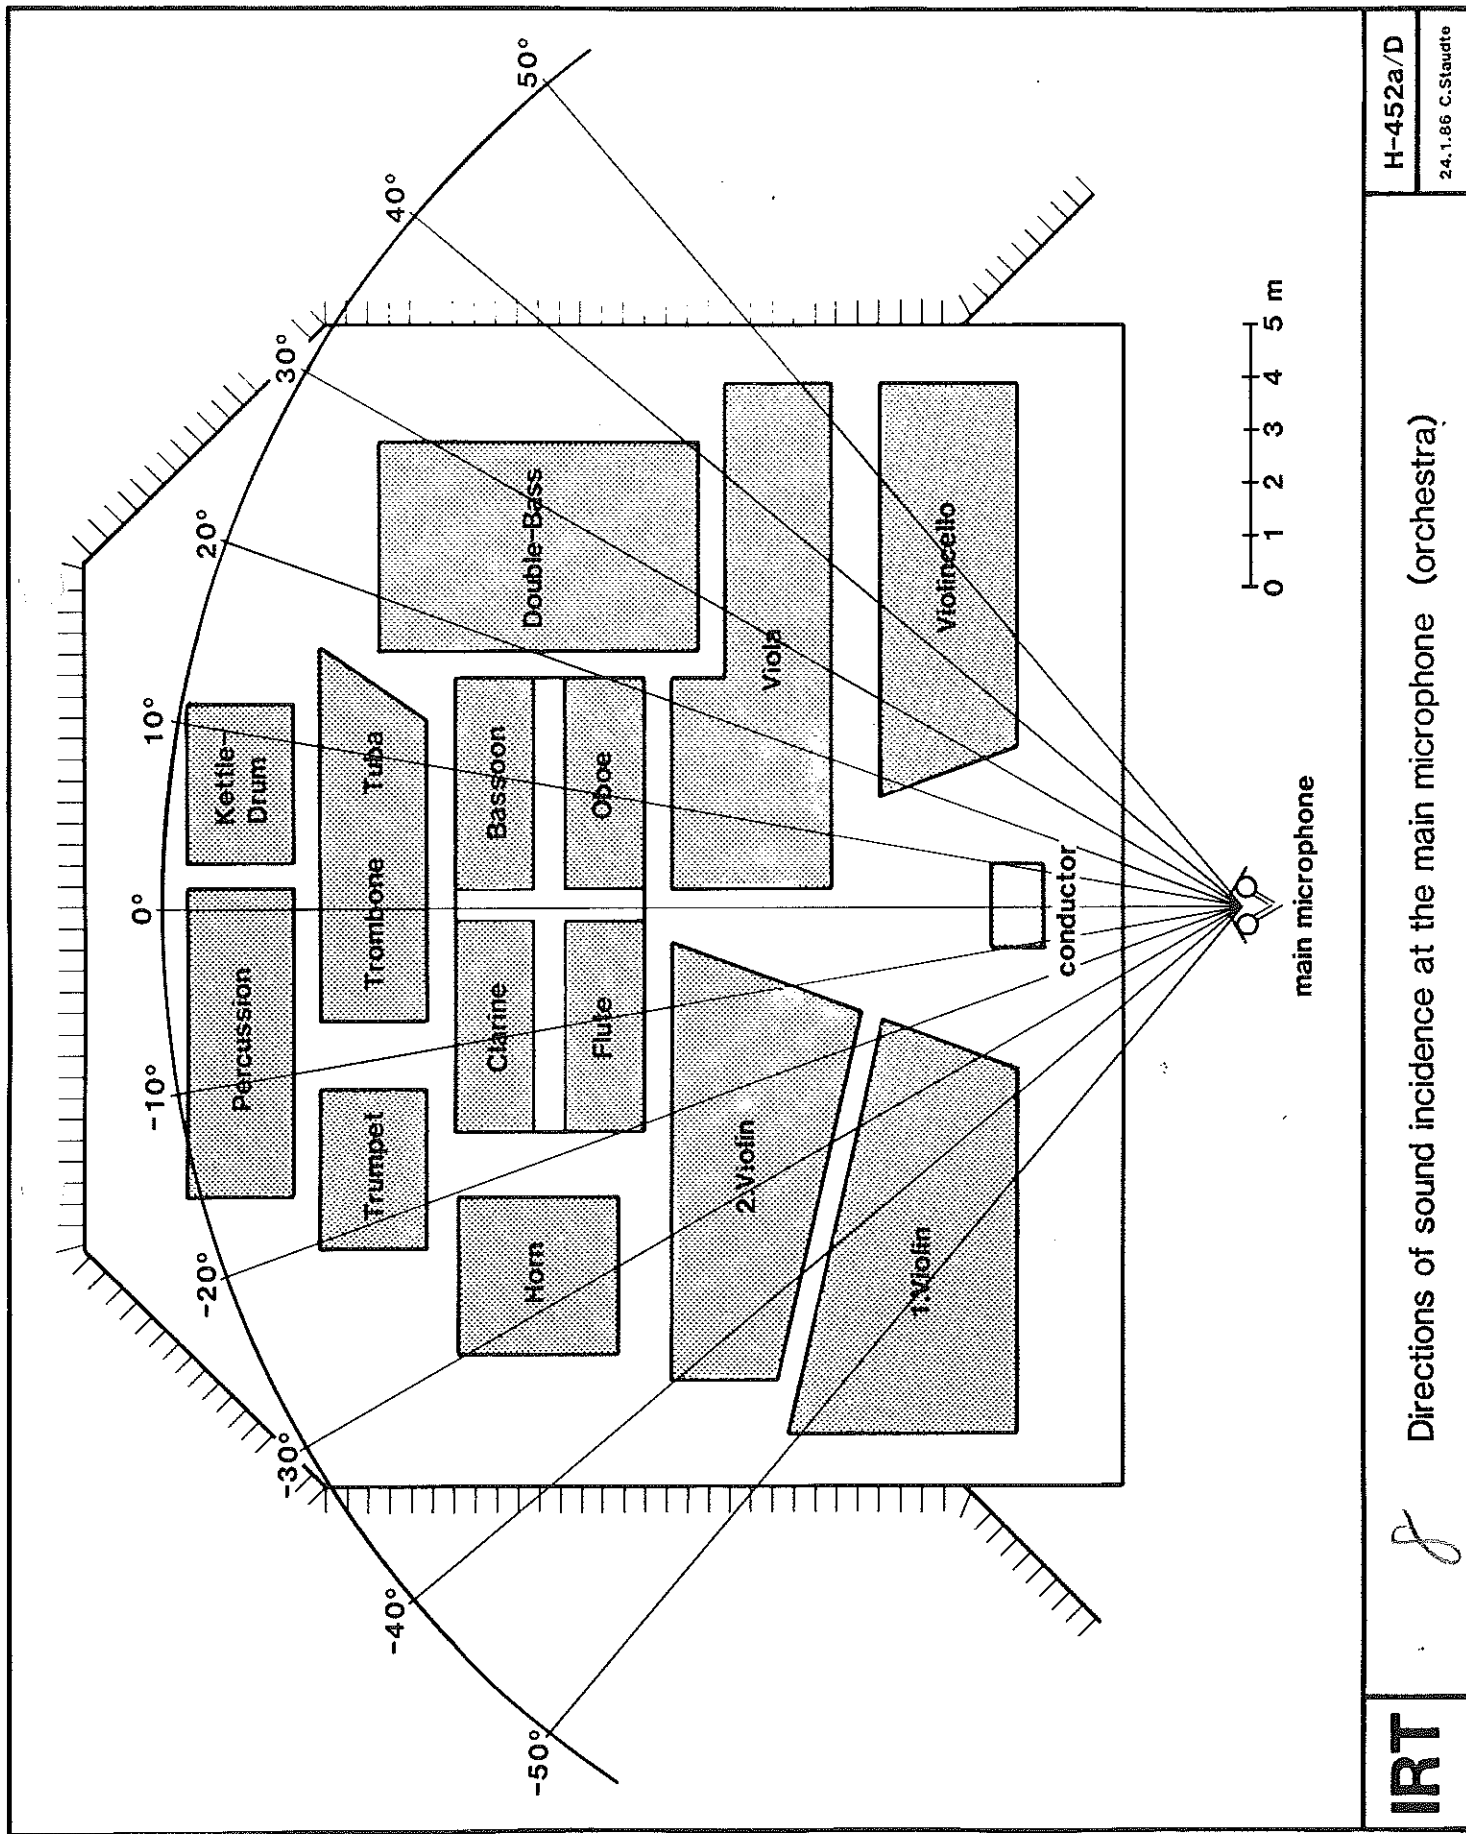 -50°
-40°
-30°
-20°
-10°
0°
10°
20°
30°
40°
50°
Percussion
Kettle-
Drum
Trumpet
Trombone
Tuba
Horn
Clarine
Bassoon
Flute
Oboe
Double-Bass
2.Violin
Viola
1.Violin
Violincello
conductor
main microphone
0 1 2 3 4 5 m
IRT
8
Directions of sound incidence at the main microphone (orchestra)
H-452a/D
24.1.86 C.Staudte